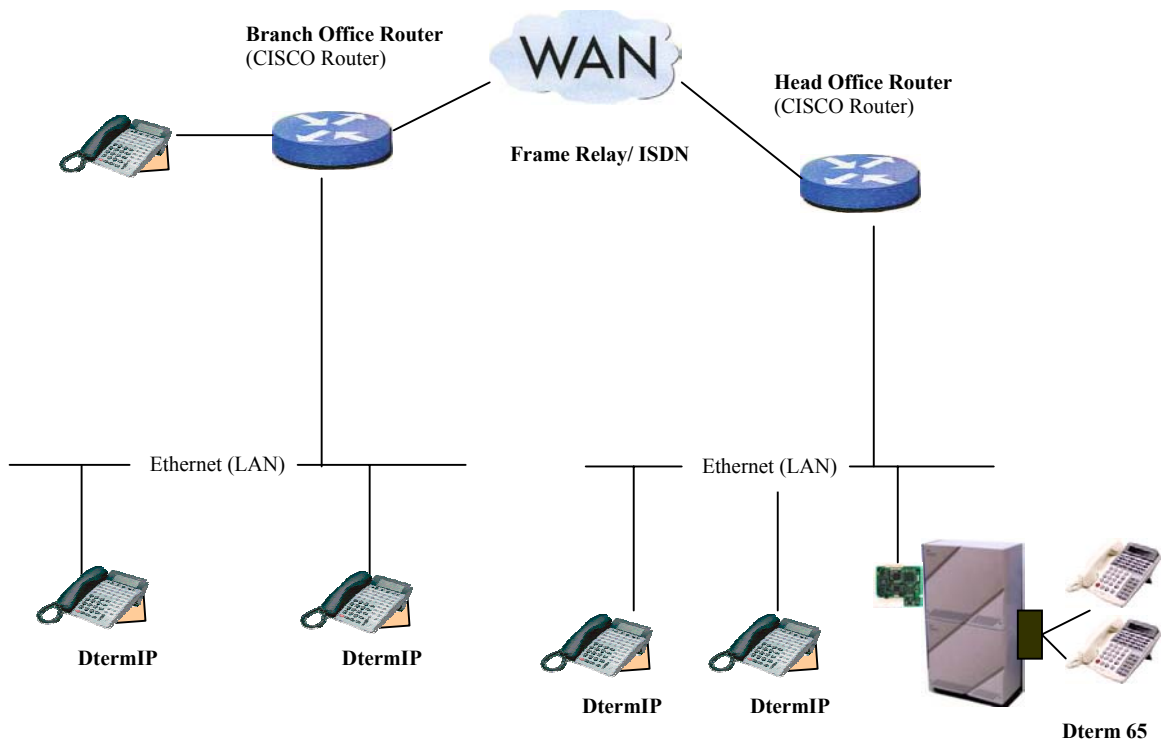 Branch Office Router
(CISCO Router)
WAN
Head Office Router
(CISCO Router)
Frame Relay/ ISDN
Ethernet (LAN)
Ethernet (LAN)
DtermIP
DtermIP
DtermIP
DtermIP
Dterm 65